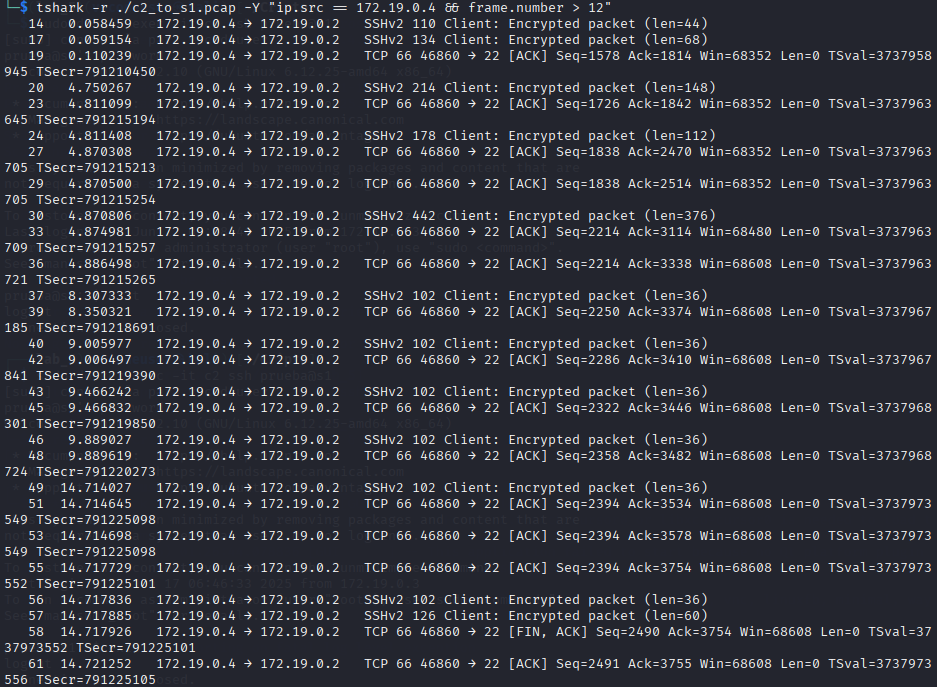 └─$ tshark -r ./c2_to_s1.pcap -Y "ip.src == 172.19.0.4 && frame.number > 12"
14 0.058459 172.19.0.4 → 172.19.0.2 SSHv2 110 Client: Encrypted packet (len=44)
17 0.059154 172.19.0.4 → 172.19.0.2 SSHv2 134 Client: Encrypted packet (len=68)
19 0.110239 172.19.0.4 → 172.19.0.2 TCP 66 46860 → 22 [ACK] Seq=1578 Ack=1814 Win=68352 Len=0 TSval=3737958
945 TSecr=791210450
20 4.750267 172.19.0.4 → 172.19.0.2 SSHv2 214 Client: Encrypted packet (len=148)
23 4.811099 172.19.0.4 → 172.19.0.2 TCP 66 46860 → 22 [ACK] Seq=1726 Ack=1842 Win=68352 Len=0 TSval=3737963
645 TSecr=791215194
24 4.811408 172.19.0.4 → 172.19.0.2 SSHv2 178 Client: Encrypted packet (len=112)
27 4.870308 172.19.0.4 → 172.19.0.2 TCP 66 46860 → 22 [ACK] Seq=1838 Ack=2470 Win=68352 Len=0 TSval=3737963
705 TSecr=791215213
29 4.870500 172.19.0.4 → 172.19.0.2 TCP 66 46860 → 22 [ACK] Seq=1838 Ack=2514 Win=68352 Len=0 TSval=3737963
705 TSecr=791215254
30 4.870806 172.19.0.4 → 172.19.0.2 SSHv2 442 Client: Encrypted packet (len=376)
33 4.874981 172.19.0.4 → 172.19.0.2 TCP 66 46860 → 22 [ACK] Seq=2214 Ack=3114 Win=68480 Len=0 TSval=3737963
709 TSecr=791215257
36 4.886498 172.19.0.4 → 172.19.0.2 TCP 66 46860 → 22 [ACK] Seq=2214 Ack=3338 Win=68608 Len=0 TSval=3737963
721 TSecr=791215265
37 8.307333 172.19.0.4 → 172.19.0.2 SSHv2 102 Client: Encrypted packet (len=36)
39 8.350321 172.19.0.4 → 172.19.0.2 TCP 66 46860 → 22 [ACK] Seq=2250 Ack=3374 Win=68608 Len=0 TSval=3737967
185 TSecr=791218691
40 9.005977 172.19.0.4 → 172.19.0.2 SSHv2 102 Client: Encrypted packet (len=36)
42 9.006497 172.19.0.4 → 172.19.0.2 TCP 66 46860 → 22 [ACK] Seq=2286 Ack=3410 Win=68608 Len=0 TSval=3737967
841 TSecr=791219390
43 9.466242 172.19.0.4 → 172.19.0.2 SSHv2 102 Client: Encrypted packet (len=36)
45 9.466832 172.19.0.4 → 172.19.0.2 TCP 66 46860 → 22 [ACK] Seq=2322 Ack=3446 Win=68608 Len=0 TSval=3737968
301 TSecr=791219850
46 9.889027 172.19.0.4 → 172.19.0.2 SSHv2 102 Client: Encrypted packet (len=36)
48 9.889619 172.19.0.4 → 172.19.0.2 TCP 66 46860 → 22 [ACK] Seq=2358 Ack=3482 Win=68608 Len=0 TSval=3737968
724 TSecr=791220273
49 14.714027 172.19.0.4 → 172.19.0.2 SSHv2 102 Client: Encrypted packet (len=36)
51 14.714645 172.19.0.4 → 172.19.0.2 TCP 66 46860 → 22 [ACK] Seq=2394 Ack=3534 Win=68608 Len=0 TSval=3737973
549 TSecr=791225098
53 14.714698 172.19.0.4 → 172.19.0.2 TCP 66 46860 → 22 [ACK] Seq=2394 Ack=3578 Win=68608 Len=0 TSval=3737973
549 TSecr=791225098
55 14.717729 172.19.0.4 → 172.19.0.2 TCP 66 46860 → 22 [ACK] Seq=2394 Ack=3754 Win=68608 Len=0 TSval=3737973
552 TSecr=791225101
56 14.717836 172.19.0.4 → 172.19.0.2 SSHv2 102 Client: Encrypted packet (len=36)
57 14.717885 172.19.0.4 → 172.19.0.2 SSHv2 126 Client: Encrypted packet (len=60)
58 14.717926 172.19.0.4 → 172.19.0.2 TCP 66 46860 → 22 [FIN, ACK] Seq=2490 Ack=3754 Win=68608 Len=0 TSval=37
37973552 TSecr=791225101
61 14.721252 172.19.0.4 → 172.19.0.2 TCP 66 46860 → 22 [ACK] Seq=2491 Ack=3755 Win=68608 Len=0 TSval=3737973
556 TSecr=791225105